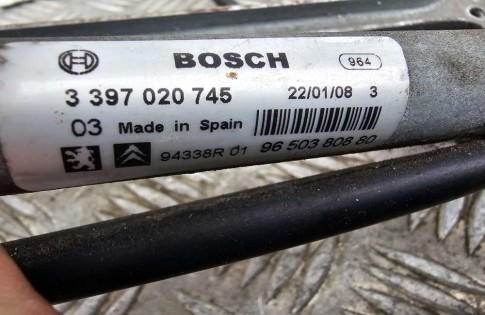 BOSCH 964
3 397 020 745 22/01/08 3
03 Made in Spain
94338R 01 96 503 808 80